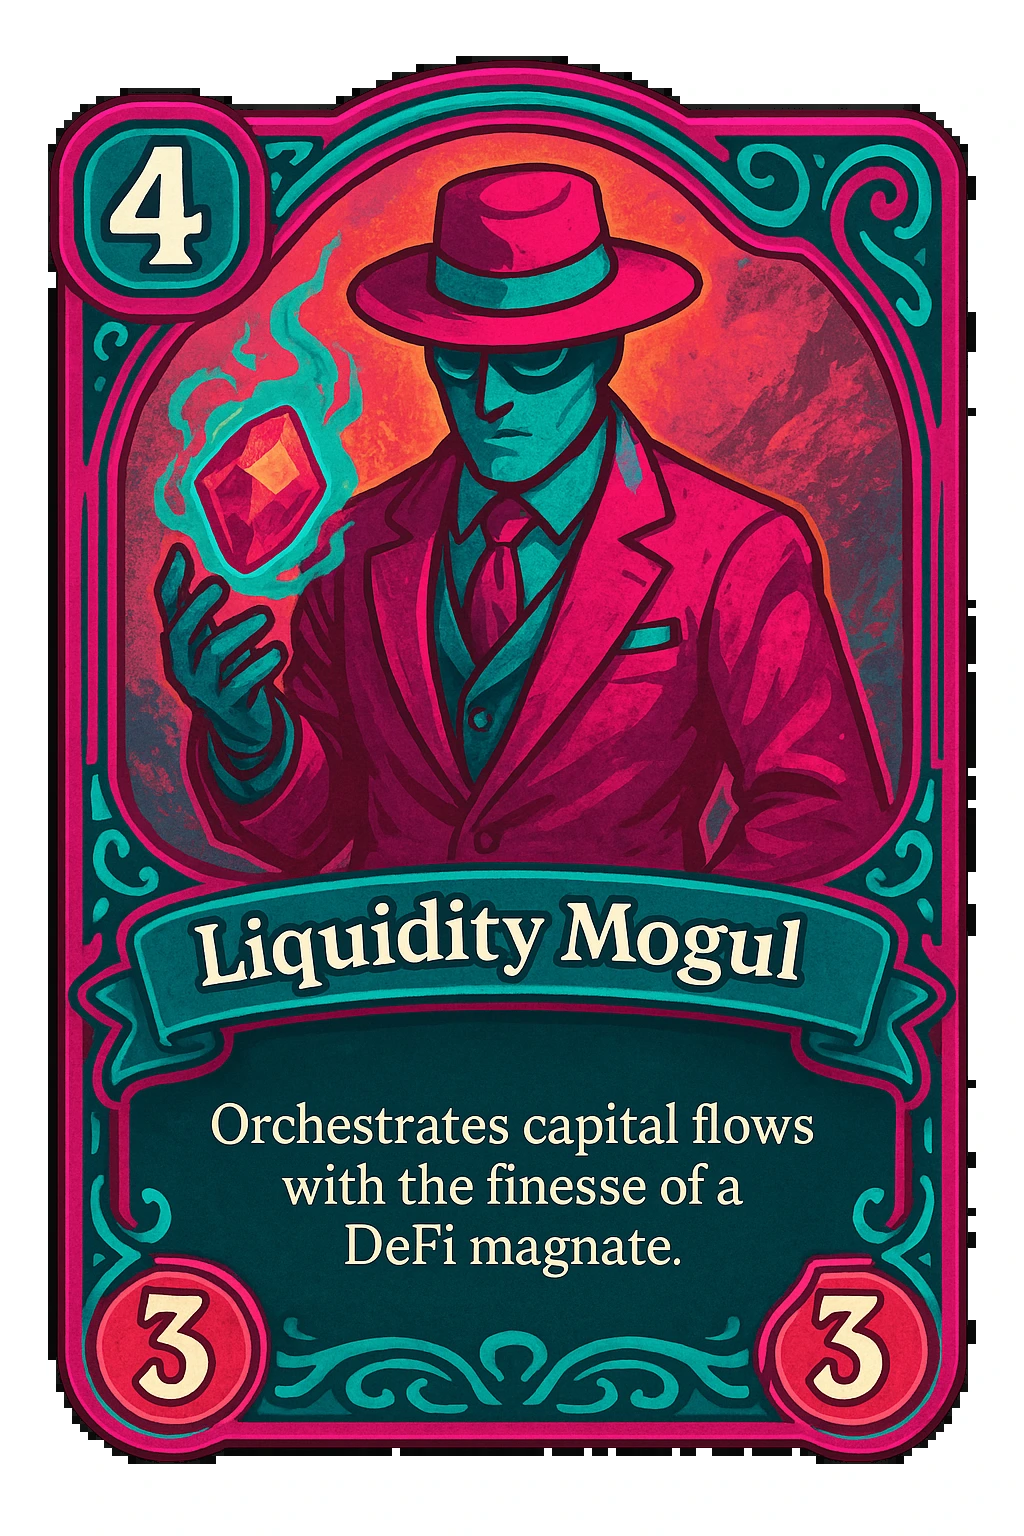 4
Liquidity Mogul
Orchestrates capital flows
with the finesse of a
DeFi magnate.
3
3